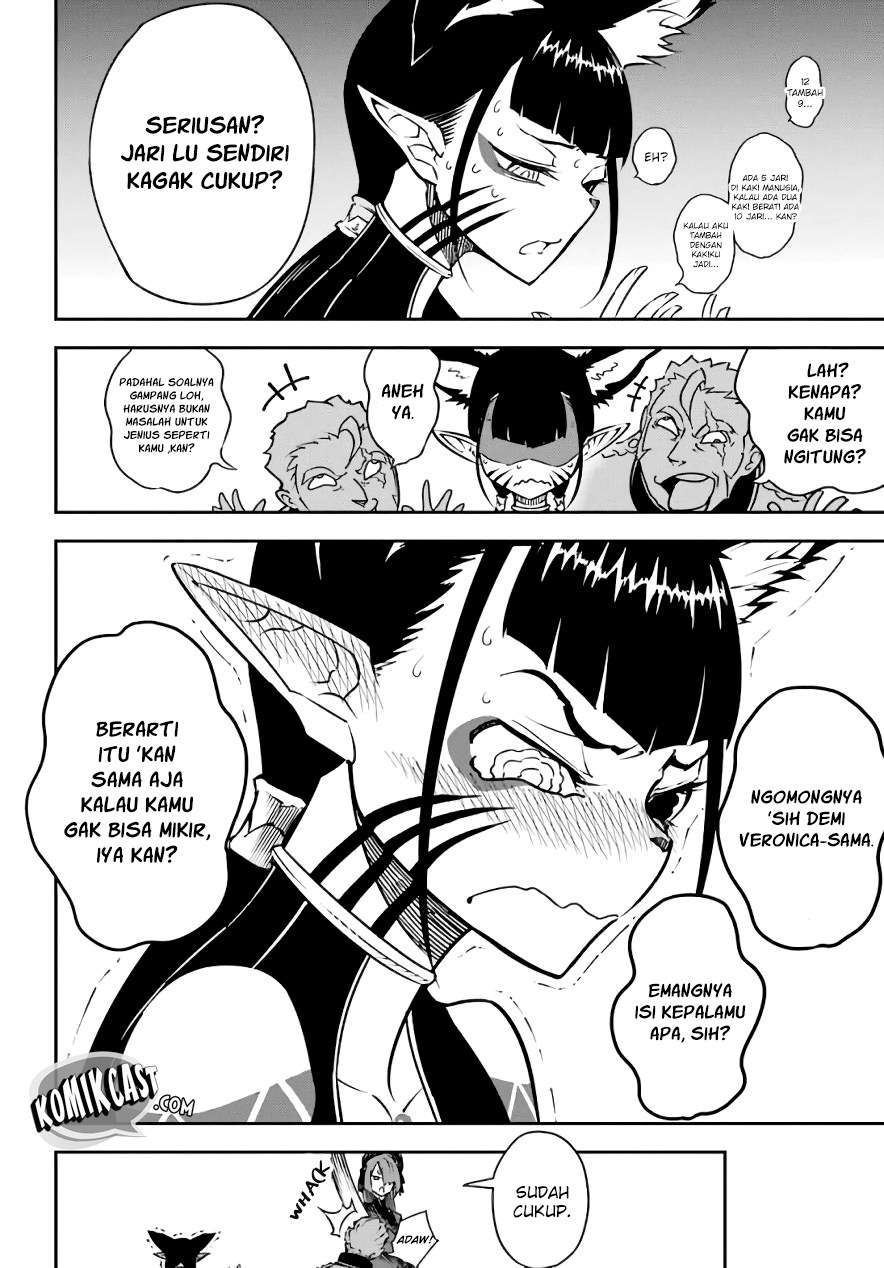 12
TAMBAH
9...
EH?
ADA 5 JARI
DI KAKI MANUSIA,
KALAU ADA DUA
KAKI BERATI ADA
10 JARI... KAN?
KALAU AKU
TAMBAH
DENGAN
KAKIKU
JADI...
SERIUSAN?
JARI LU SENDIRI
KAGAK CUKUP?
LAH?
KENAPA?
KAMU
GAK BISA
NGITUNG?
ANEH
YA.
PADAHAL SOALNYA
GAMPANG LOH,
HARUSNYA BUKAN
MASALAH UNTUK
JENIUS SEPERTI
KAMU ,KAN?
NGOMONGNYA
'SIH DEMI
VERONICA-SAMA.
EMANGNYA
ISI KEPALAMU
APA, SIH?
BERARTI
ITU 'KAN
SAMA AJA
KALAU KAMU
GAK BISA MIKIR,
IYA KAN?
KOMIKCAST
.COM
SUDAH
CUKUP.
WHACK
ADAW!